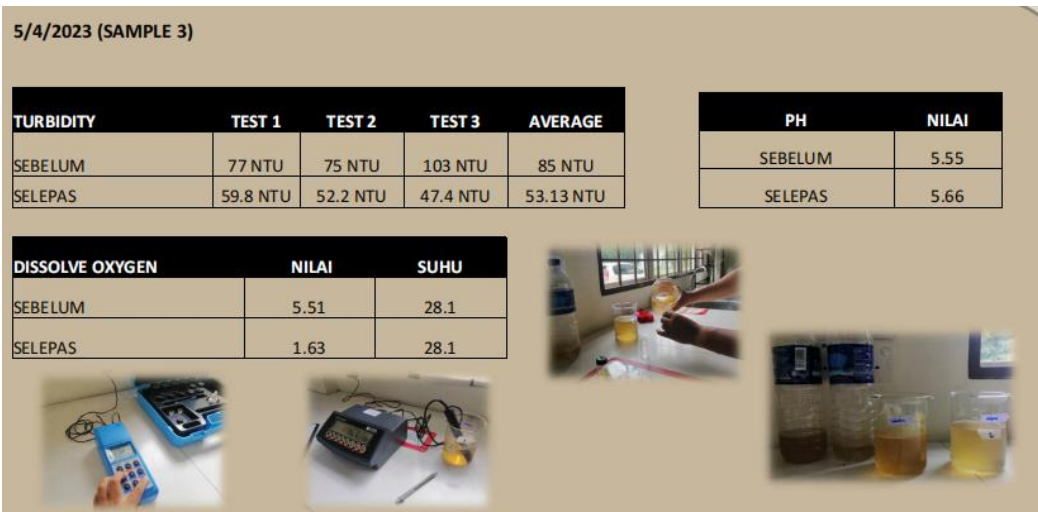 5/4/2023 (SAMPLE 3)
TURBIDITY TEST 1 TEST 2 TEST 3 AVERAGE
SEBELUM 77 NTU 75 NTU 103 NTU 85 NTU
SELEPAS 59.8 NTU 52.2 NTU 47.4 NTU 53.13 NTU
PH NILAI
SEBELUM 5.55
SELEPAS 5.66
DISSOLVE OXYGEN NILAI SUHU
SEBELUM 5.51 28.1
SELEPAS 1.63 28.1